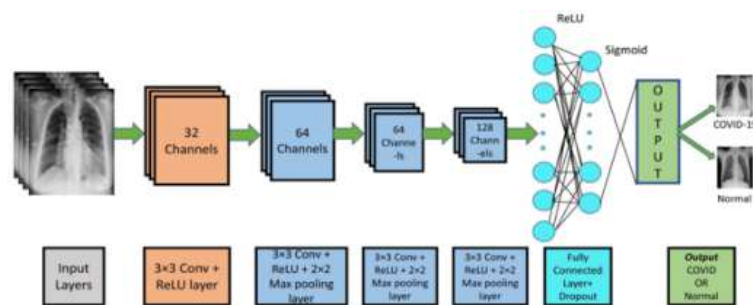 ReLU
Sigmoid
32
Channels
64
Channels
64
Channe
-ls
128
Chann
-els
O
U
T
P
U
T
COVID-19
Normal
Input
Layers
3×3 Conv +
ReLU layer
3×3 Conv +
ReLU + 2×2
Max pooling
layer
3×3 Conv +
ReLU + 2×2
Max pooling
layer
3×3 Conv +
ReLU + 2×2
Max pooling
layer
Fully
Connected
Layer+
Dropout
Output
COVID
OR
Normal